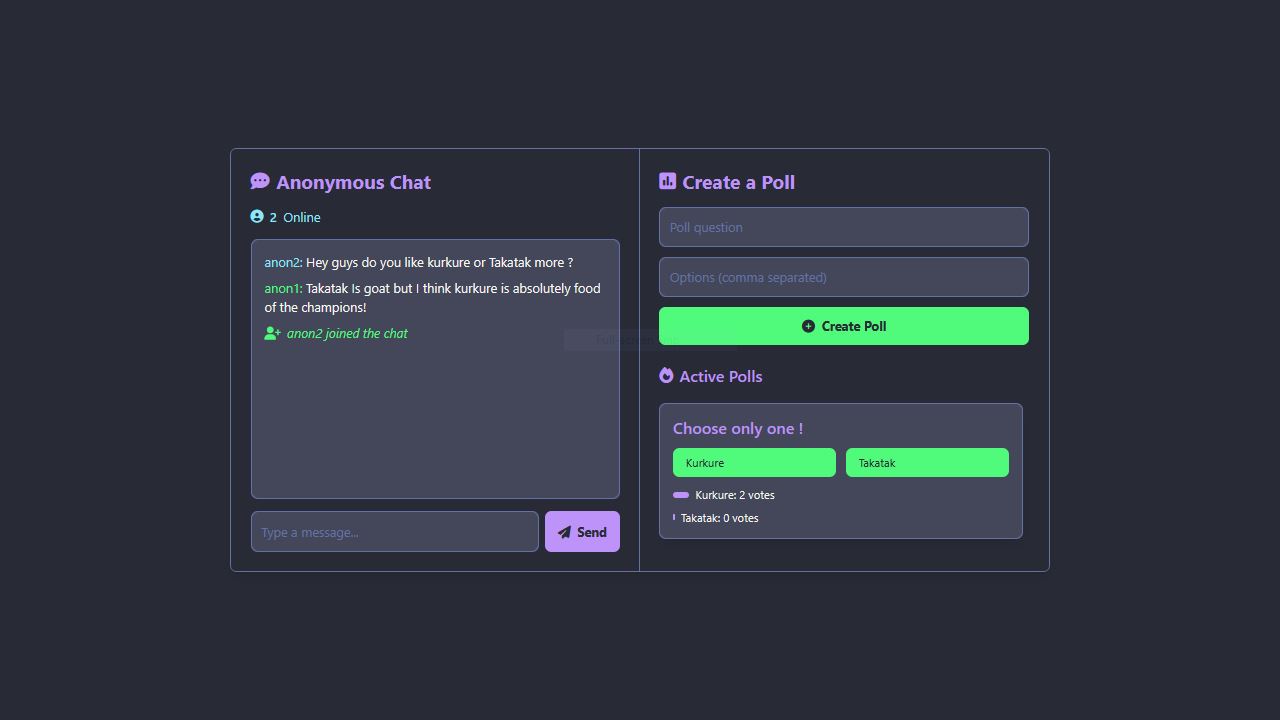 Anonymous Chat
2 Online
anon2: Hey guys do you like kurkure or Takatak more ?
anon1: Takatak Is goat but I think kurkure is absolutely food
of the champions!
anon2 joined the chat
Type a message...
Send
Create a Poll
Poll question
Options (comma separated)
Create Poll
Active Polls
Choose only one !
Kurkure
Takatak
Kurkure: 2 votes
Takatak: 0 votes